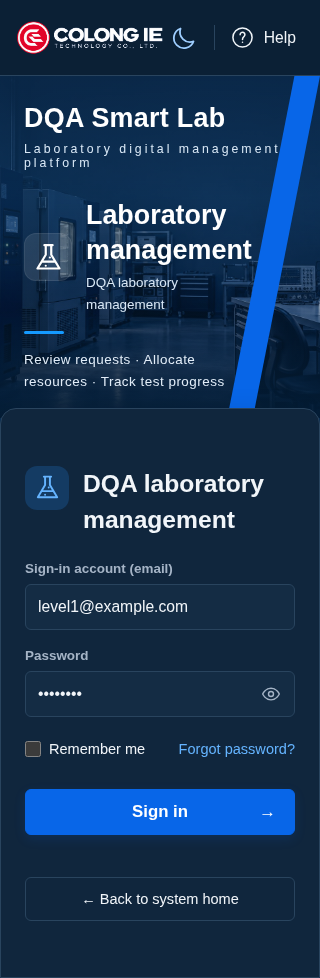 COLONG IE
TECHNOLOGY CO., LTD.
Help
DQA Smart Lab
Laboratory digital management
platform
Laboratory
management
DQA laboratory
management
Review requests · Allocate
resources · Track test progress
DQA laboratory
management
Sign-in account (email)
level1@example.com
Password
••••••••
Remember me
Forgot password?
Sign in →
← Back to system home